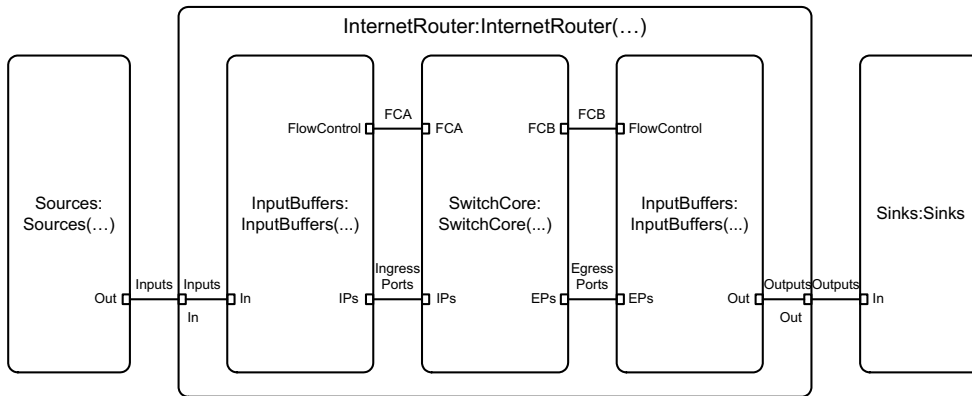 InternetRouter:InternetRouter(…)
Sources:
Sources(…)
Out
Inputs
Inputs
In
In
FlowControl
InputBuffers:
InputBuffers(...)
IPs
FCA
Ingress
Ports
FCA
FCB
SwitchCore:
SwitchCore(...)
IPs
EPs
FCB
Egress
Ports
FlowControl
InputBuffers:
InputBuffers(...)
EPs
Out
Outputs
Outputs
Out
Sinks:Sinks
In